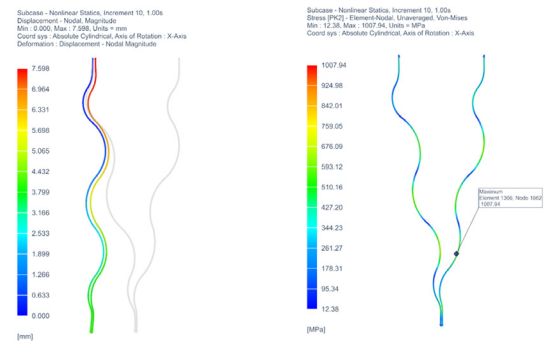 Subcase - Nonlinear Statics, Increment 10, 1.00s
Displacement - Nodal, Magnitude
Min : 0.000, Max : 7.598, Units = mm
Coord sys : Absolute Cylindrical, Axis of Rotation : X-Axis
Deformation : Displacement - Nodal Magnitude
7.598
6.964
6.331
5.698
5.065
4.432
3.799
3.166
2.533
1.899
1.266
0.633
0.000
[mm]
Subcase - Nonlinear Statics, Increment 10, 1.00s
Stress [PK2] - Element-Nodal, Unaveraged, Von-Mises
Min : 12.38, Max : 1007.94, Units = MPa
Coord sys : Absolute Cylindrical, Axis of Rotation : X-Axis
1007.94
924.98
842.01
759.05
676.09
593.12
510.16
427.20
344.23
261.27
178.31
95.34
12.38
[MPa]
Maximum
Element 1366, Node 1662
1007.94